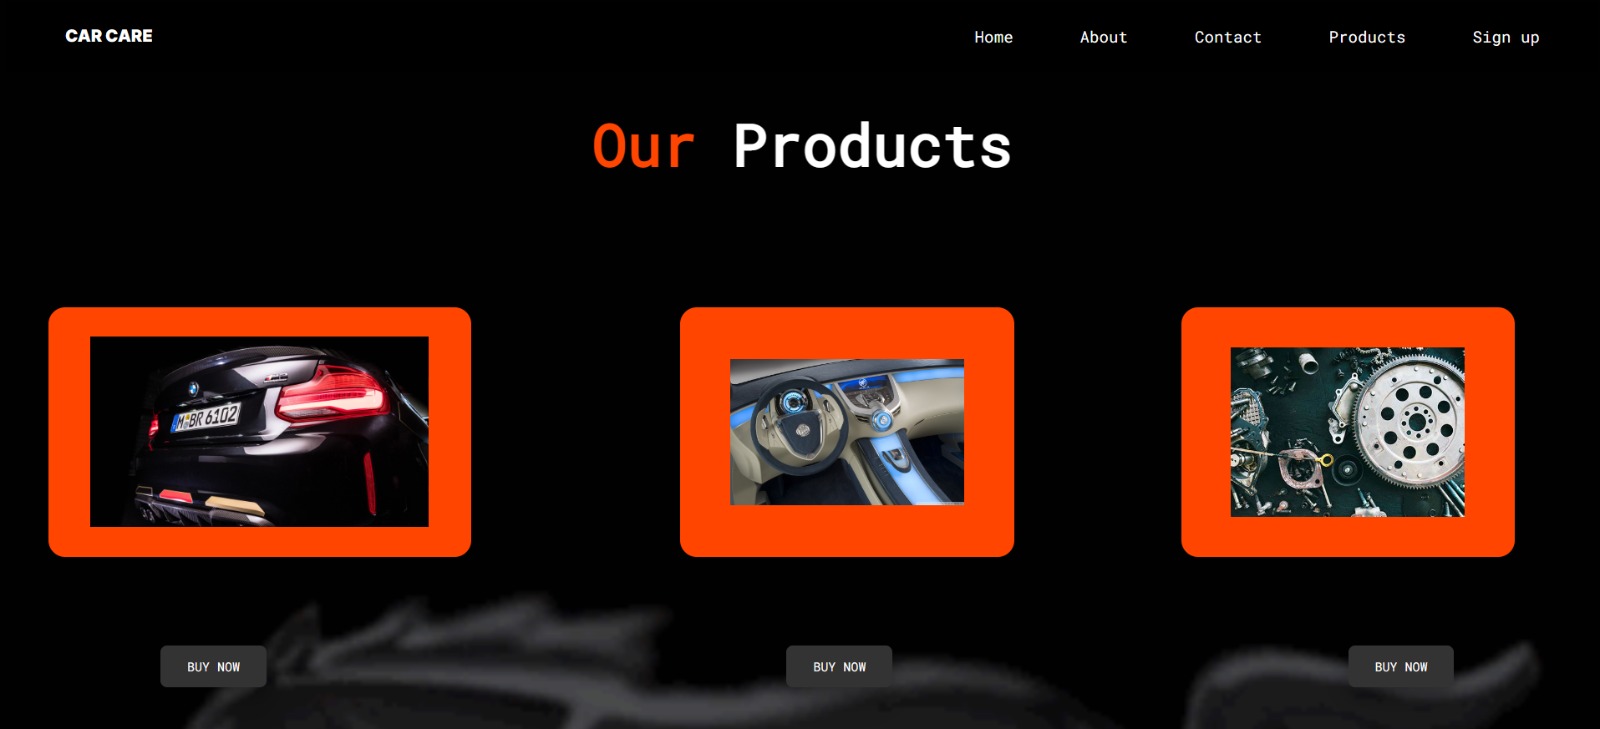 CAR CARE
Home About Contact Products Sign up
Our Products
M BR 6102
BUY NOW BUY NOW BUY NOW